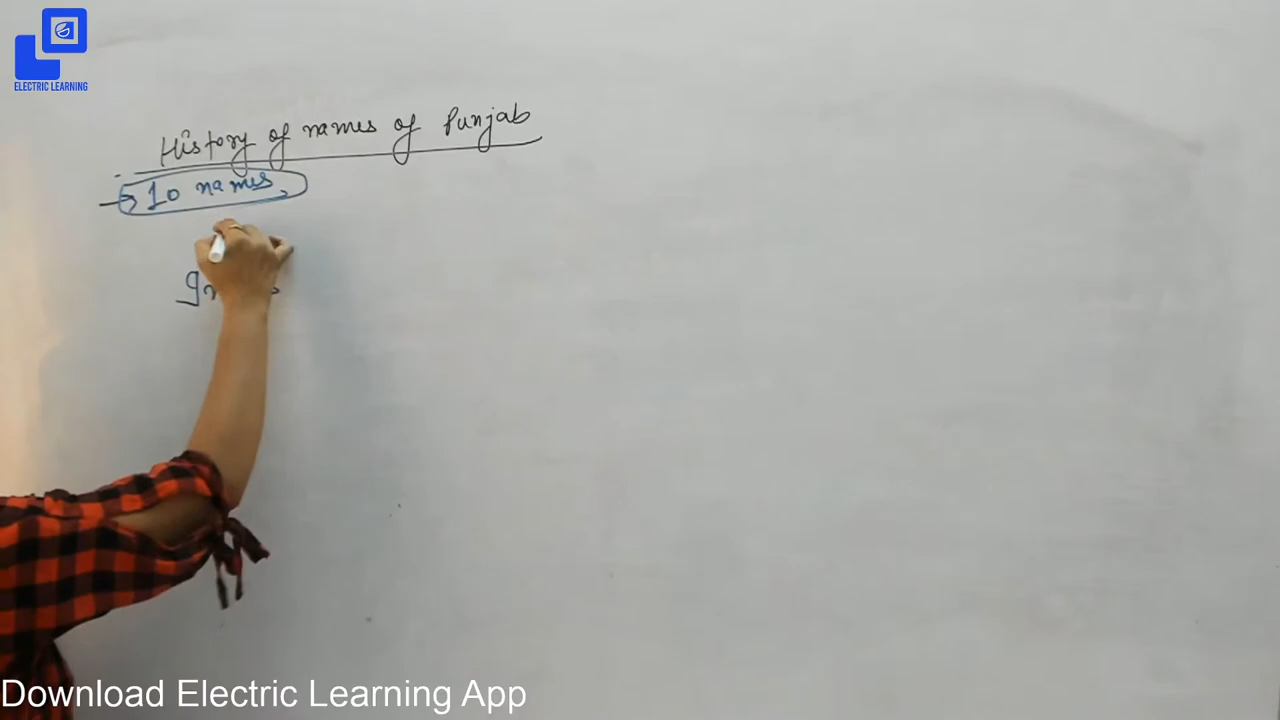 ELECTRIC LEARNING
History of names of Punjab
→ 10 names
Download Electric Learning App